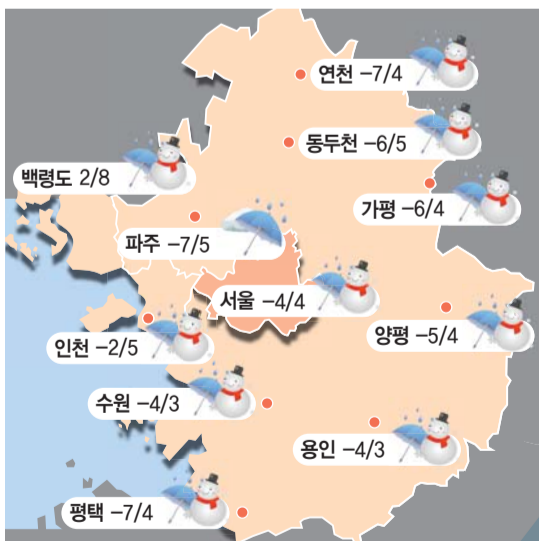 연천 -7/4
동두천 -6/5
백령도 2/8
가평 -6/4
파주 -7/5
서울 -4/4
양평 -5/4
인천 -2/5
수원 -4/3
용인 -4/3
평택 -7/4